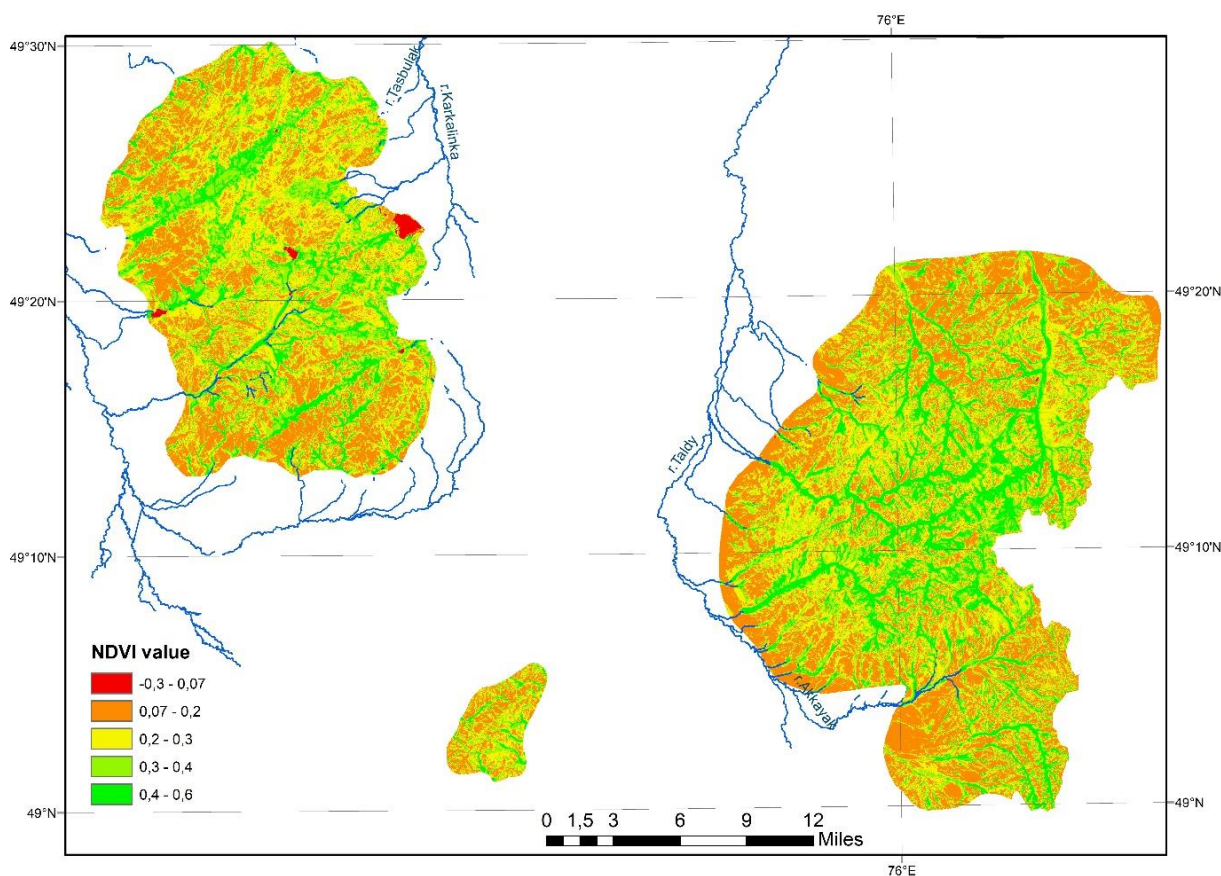 76°E
49°30'N
r.Tasbulak
r.Karkalinka
49°20'N
49°20'N
r.Taldy
49°10'N
49°10'N
NDVI value
-0,3 - 0,07
0,07 - 0,2
0,2 - 0,3
0,3 - 0,4
0,4 - 0,6
r.Akkayak
49°N
49°N
0 1,5 3 6 9 12
Miles
76°E